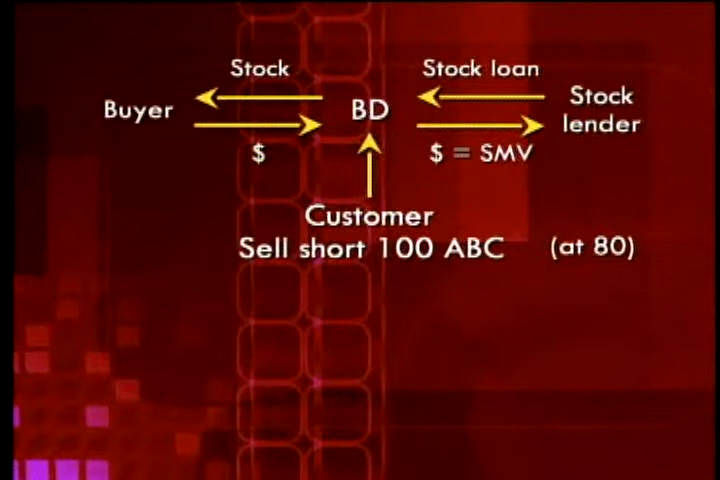 Stock
Stock loan
Buyer
BD
Stock
lender
$
$ = SMV
Customer
Sell short 100 ABC (at 80)